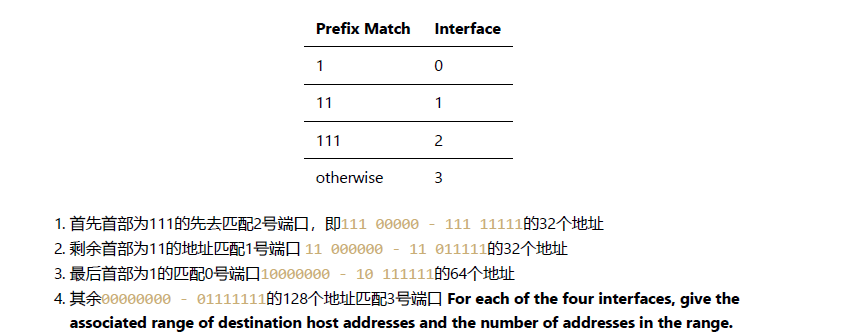 Prefix Match Interface
1 0
11 1
111 2
otherwise 3
1. 首先首部为111的先去匹配2号端口，即111 00000 - 111 11111的32个地址
2. 剩余首部为11的地址匹配1号端口 11 000000 - 11 011111的32个地址
3. 最后首部为1的匹配0号端口10000000 - 10 111111的64个地址
4. 其余00000000 - 01111111的128个地址匹配3号端口 For each of the four interfaces, give the
associated range of destination host addresses and the number of addresses in the range.